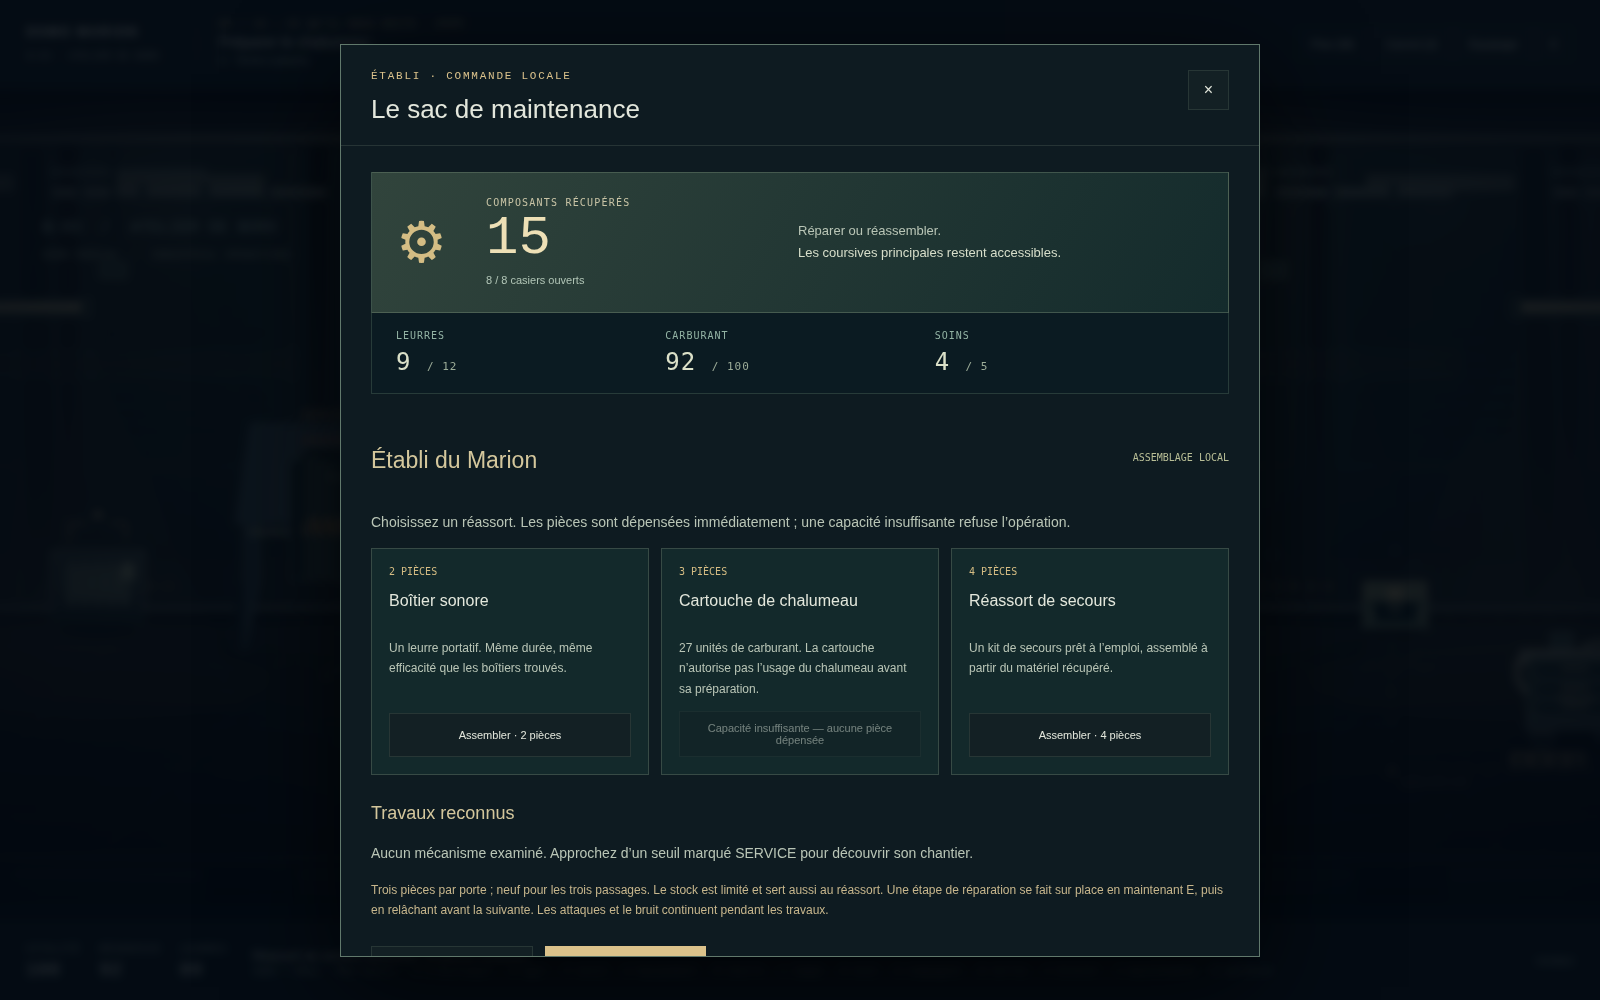 ÉTABLI · COMMANDE LOCALE
Le sac de maintenance
×
COMPOSANTS RÉCUPÉRÉS
15
8 / 8 casiers ouverts
Réparer ou réassembler.
Les coursives principales restent accessibles.
LEURRES
9 / 12
CARBURANT
92 / 100
SOINS
4 / 5
Établi du Marion
ASSEMBLAGE LOCAL
Choisissez un réassort. Les pièces sont dépensées immédiatement ; une capacité insuffisante refuse l’opération.
2 PIÈCES
Boîtier sonore
Un leurre portatif. Même durée, même
efficacité que les boîtiers trouvés.
Assembler · 2 pièces
3 PIÈCES
Cartouche de chalumeau
27 unités de carburant. La cartouche
n’autorise pas l’usage du chalumeau avant
sa préparation.
Capacité insuffisante — aucune pièce
dépensée
4 PIÈCES
Réassort de secours
Un kit de secours prêt à l’emploi, assemblé à
partir du matériel récupéré.
Assembler · 4 pièces
Travaux reconnus
Aucun mécanisme examiné. Approchez d’un seuil marqué SERVICE pour découvrir son chantier.
Trois pièces par porte ; neuf pour les trois passages. Le stock est limité et sert aussi au réassort. Une étape de réparation se fait sur place en maintenant E, puis
en relâchant avant la suivante. Les attaques et le bruit continuent pendant les travaux.